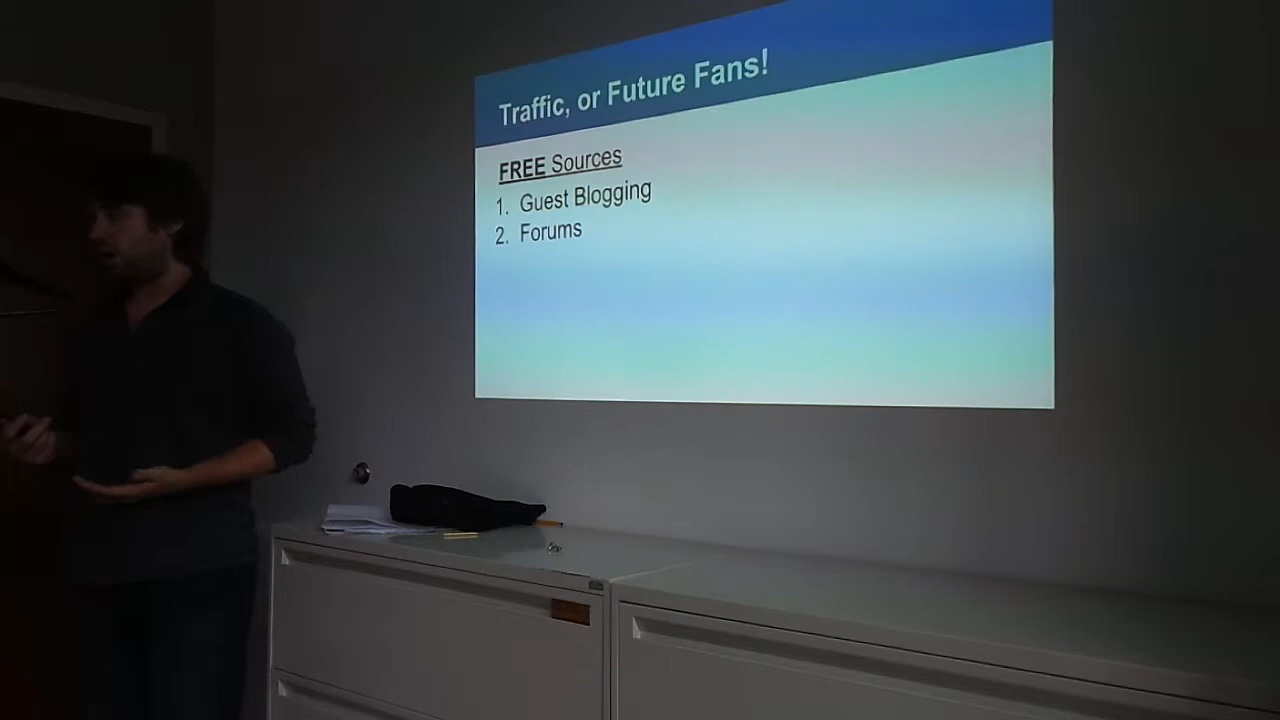 Traffic, or Future Fans!
FREE Sources
1. Guest Blogging
2. Forums